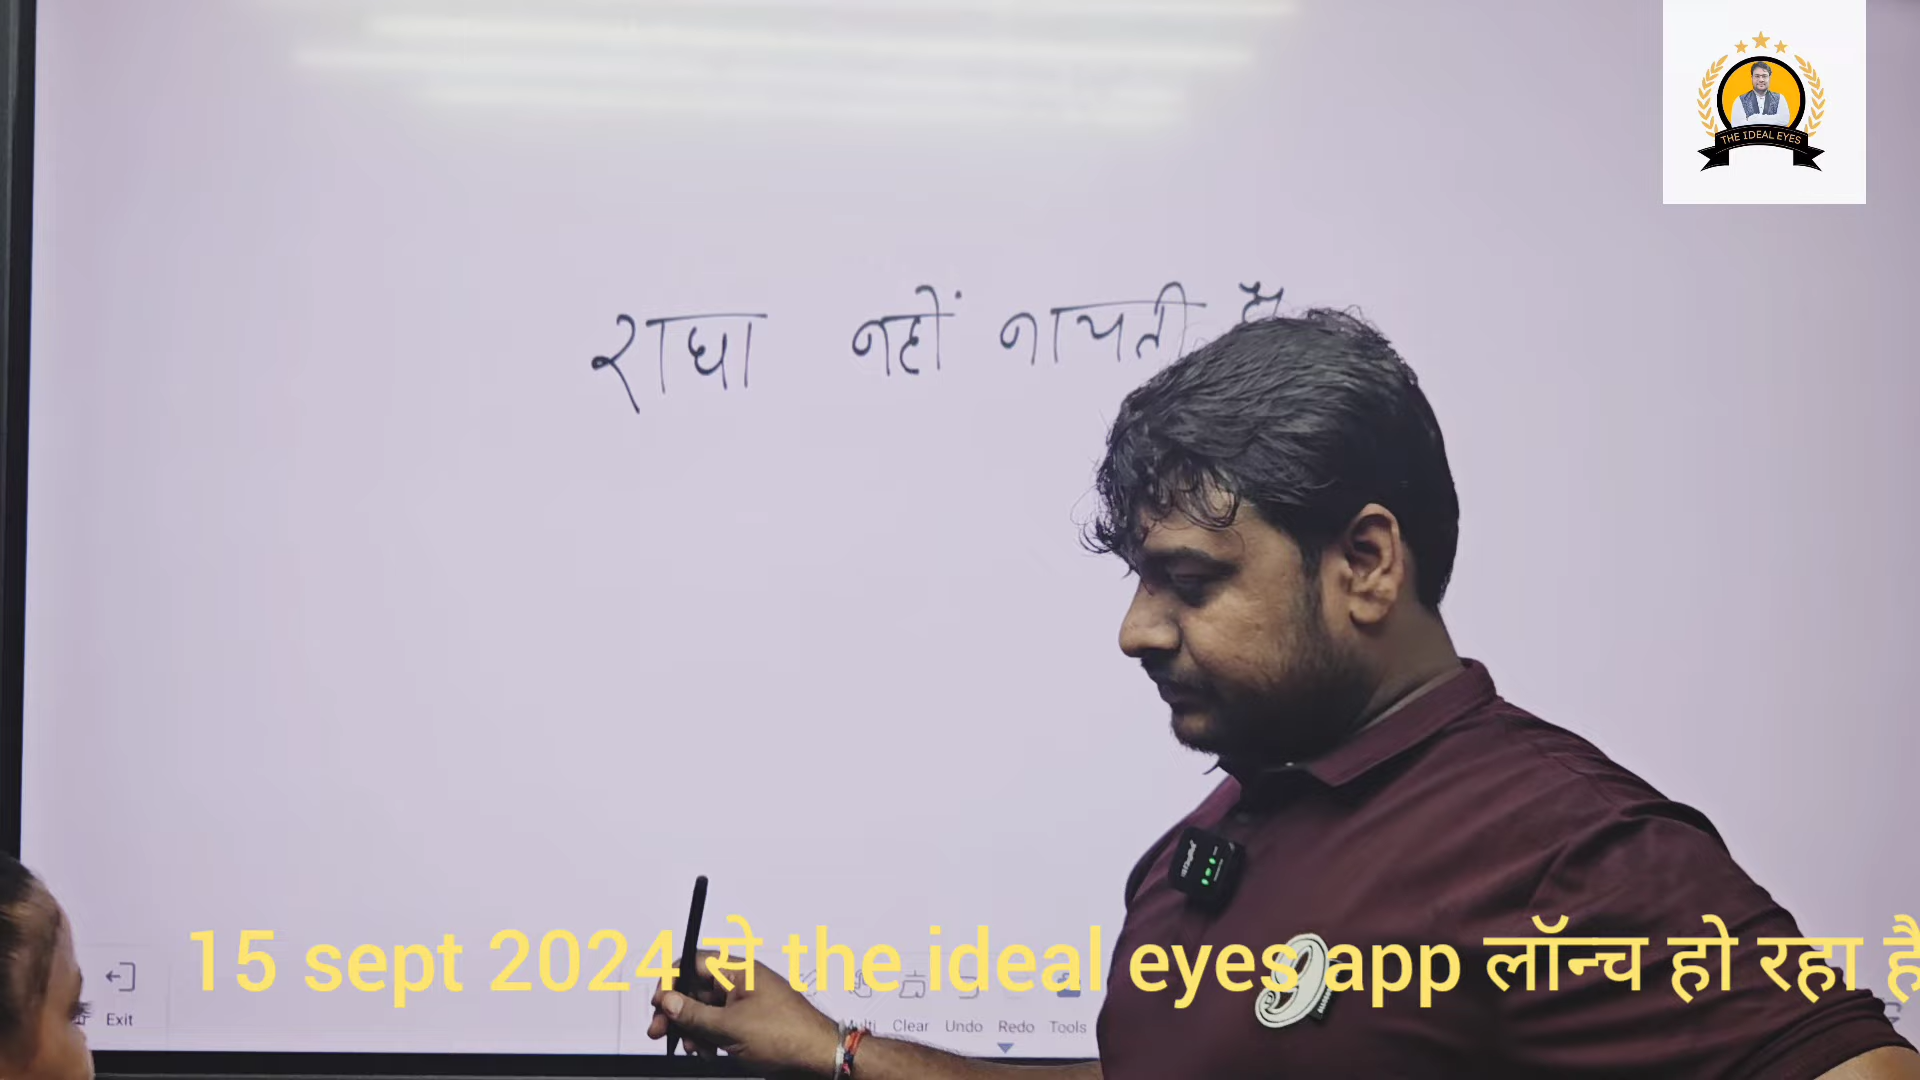 THE IDEAL EYES
राधा नहीं नाचती है
15 sept 2024 से the ideal eyes app लॉन्च हो रहा है
Exit Multi Clear Undo Redo Tools